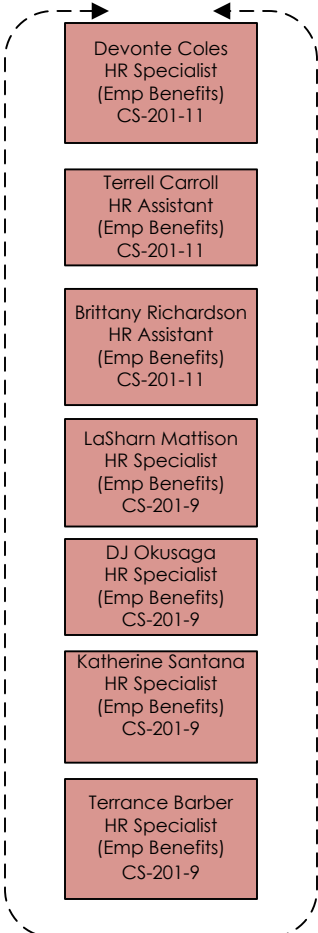 Devonte Coles
HR Specialist
(Emp Benefits)
CS-201-11
Terrell Carroll
HR Assistant
(Emp Benefits)
CS-201-11
Brittany Richardson
HR Assistant
(Emp Benefits)
CS-201-11
LaSharn Mattison
HR Specialist
(Emp Benefits)
CS-201-9
DJ Okusaga
HR Specialist
(Emp Benefits)
CS-201-9
Katherine Santana
HR Specialist
(Emp Benefits)
CS-201-9
Terrance Barber
HR Specialist
(Emp Benefits)
CS-201-9